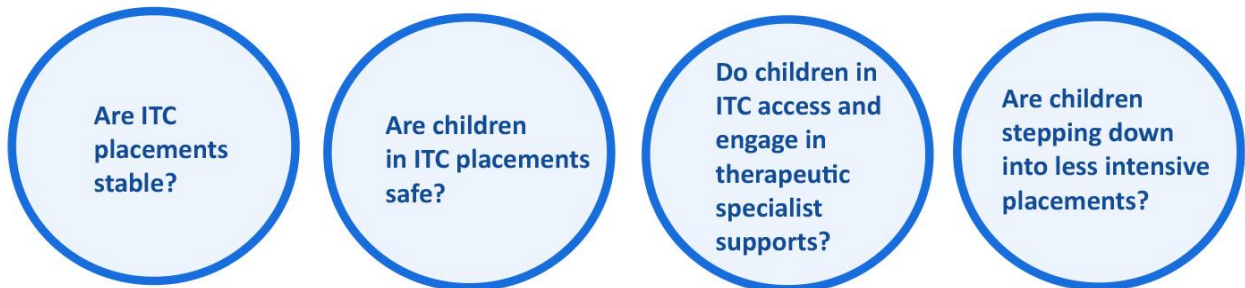 Are ITC
placements
stable?
Are children
in ITC placements
safe?
Do children in
ITC access and
engage in
therapeutic
specialist
supports?
Are children
stepping down
into less intensive
placements?